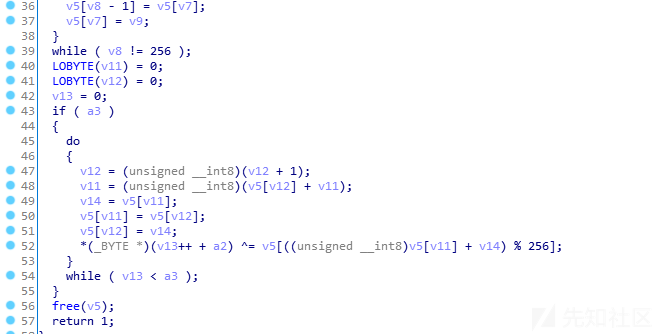 36 v5[v8 - 1] = v5[v7];
37 v5[v7] = v9;
38 }
39 while ( v8 != 256 );
40 LOBYTE(v11) = 0;
41 LOBYTE(v12) = 0;
42 v13 = 0;
43 if ( a3 )
44 {
45 do
46 {
47 v12 = (unsigned __int8)(v12 + 1);
48 v11 = (unsigned __int8)(v5[v12] + v11);
49 v14 = v5[v11];
50 v5[v11] = v5[v12];
51 v5[v12] = v14;
52 *(_BYTE *)(v13++ + a2) ^= v5[((unsigned __int8)v5[v11] + v14) % 256];
53 }
54 while ( v13 < a3 );
55 }
56 free(v5);
57 return 1;
先知社区